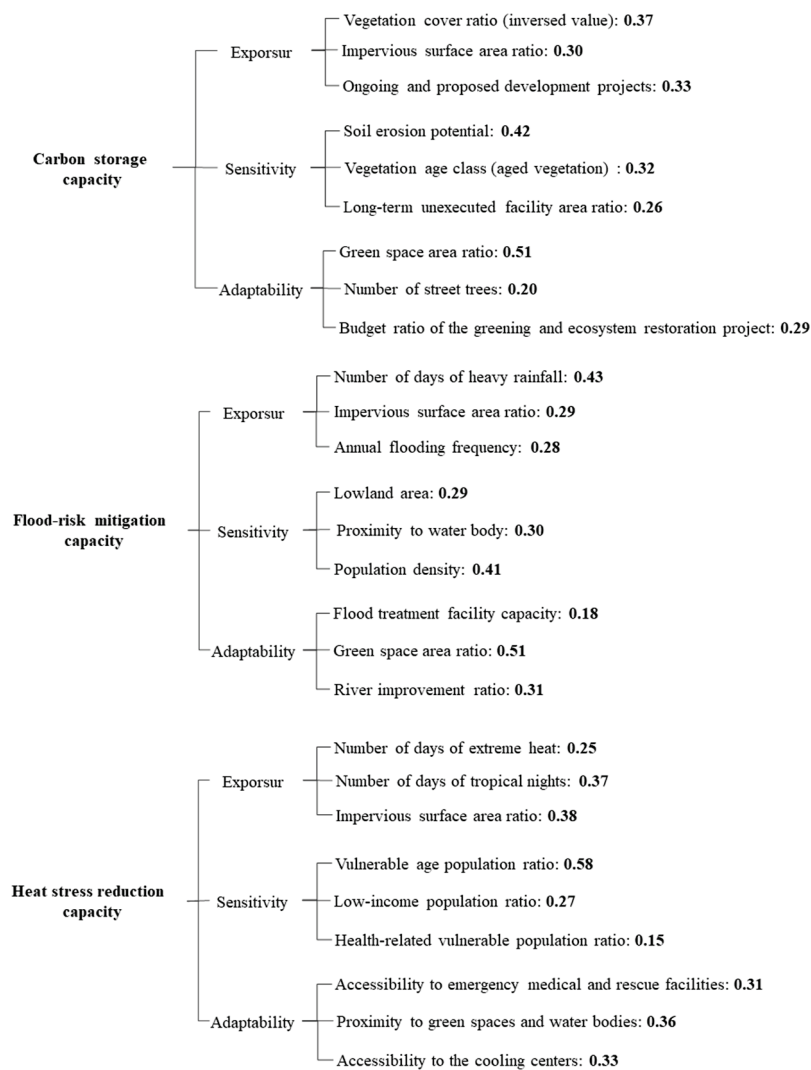 Vegetation cover ratio (inversed value): 0.37
Exporsur
Impervious surface area ratio: 0.30
Ongoing and proposed development projects: 0.33
Soil erosion potential: 0.42
Carbon storage
capacity
Sensitivity
Vegetation age class (aged vegetation) : 0.32
Long-term unexecuted facility area ratio: 0.26
Green space area ratio: 0.51
Adaptability
Number of street trees: 0.20
Budget ratio of the greening and ecosystem restoration project: 0.29
Number of days of heavy rainfall: 0.43
Exporsur
Impervious surface area ratio: 0.29
Annual flooding frequency: 0.28
Lowland area: 0.29
Flood-risk mitigation
capacity
Sensitivity
Proximity to water body: 0.30
Population density: 0.41
Flood treatment facility capacity: 0.18
Adaptability
Green space area ratio: 0.51
River improvement ratio: 0.31
Number of days of extreme heat: 0.25
Exporsur
Number of days of tropical nights: 0.37
Impervious surface area ratio: 0.38
Vulnerable age population ratio: 0.58
Heat stress reduction
capacity
Sensitivity
Low-income population ratio: 0.27
Health-related vulnerable population ratio: 0.15
Accessibility to emergency medical and rescue facilities: 0.31
Adaptability
Proximity to green spaces and water bodies: 0.36
Accessibility to the cooling centers: 0.33